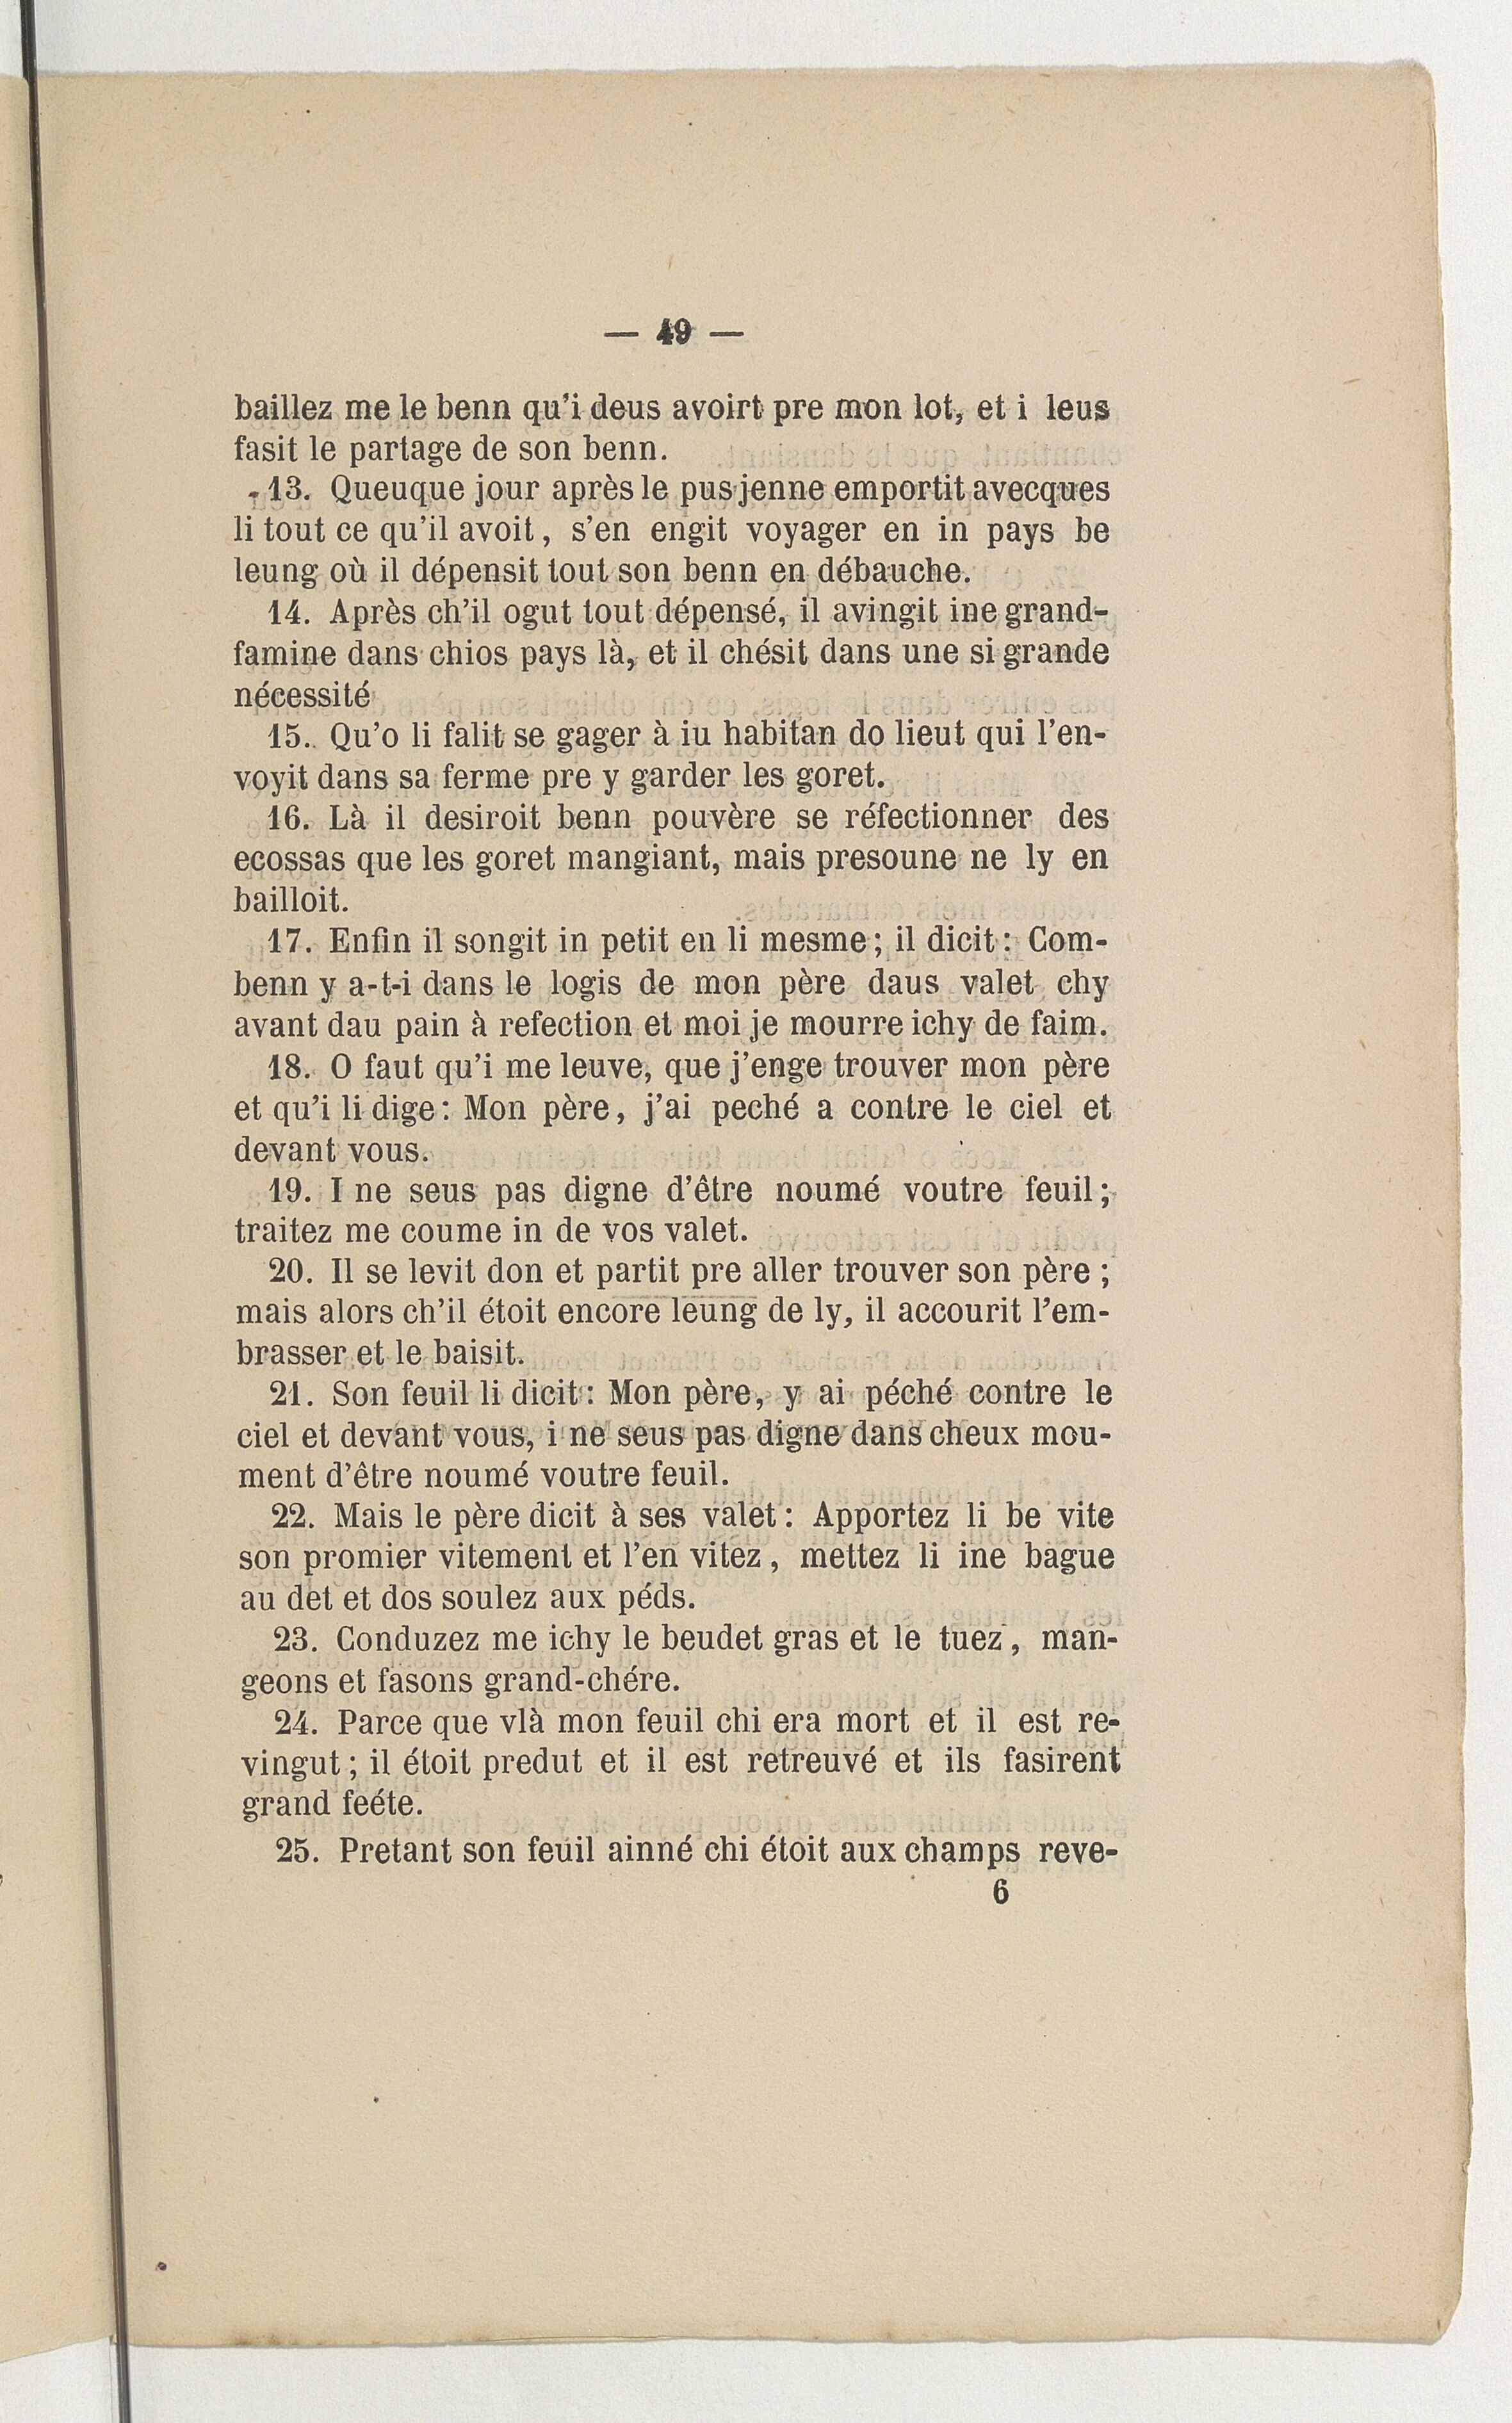 — 49 —
baillez me le benn qu'i deus avoirt pre mon lot, et i leus
fasit le partage de son benn.
13. Queuque jour après le pus jenne emportit avecques
li tout ce qu'il avoit, s'en engit voyager en in pays be
leung où il dépensit tout son benn en débauche.
14. Après ch'il ogut tout dépensé, il avingit ine grand-
famine dans chios pays là, et il chésit dans une si grande
nécessité
15. Qu'o li falit se gager à iu habitan do lieut qui l'en-
voyit dans sa ferme pre y garder les goret.
16. Là il desiroit benn pouvère se réfectionner des
ecossas que les goret mangiant, mais presoune ne ly en
bailloit.
17. Enfin il songit in petit en li mesme; il dicit: Com-
benn y a-t-i dans le logis de mon père daus valet chy
avant dau pain à refection et moi je mourre ichy de faim.
18. O faut qu'i me leuve, que j'enge trouver mon père
et qu'i li dige: Mon père, j'ai peché a contre le ciel et
devant vous.
19. I ne seus pas digne d'être noumé voutre feuil;
traitez me coume in de vos valet.
20. Il se levit don et partit pre aller trouver son père;
mais alors ch'il étoit encore leung de ly, il accourit l'em-
brasser et le baisit.
21. Son feuil li dicit: Mon père, y ai péché contre le
ciel et devant vous, i ne seus pas digne dans cheux mou-
ment d'être noumé voutre feuil.
22. Mais le père dicit à ses valet: Apportez li be vite
son promier vitement et l'en vitez, mettez li ine bague
au det et dos soulez aux péds.
23. Conduzez me ichy le beudet gras et le tuez, man-
geons et fasons grand-chére.
24. Parce que vlà mon feuil chi era mort et il est re-
vingut; il étoit predut et il est retreuvé et ils fasirent
grand feéte.
25. Pretant son feuil ainné chi étoit aux champs reve-
6